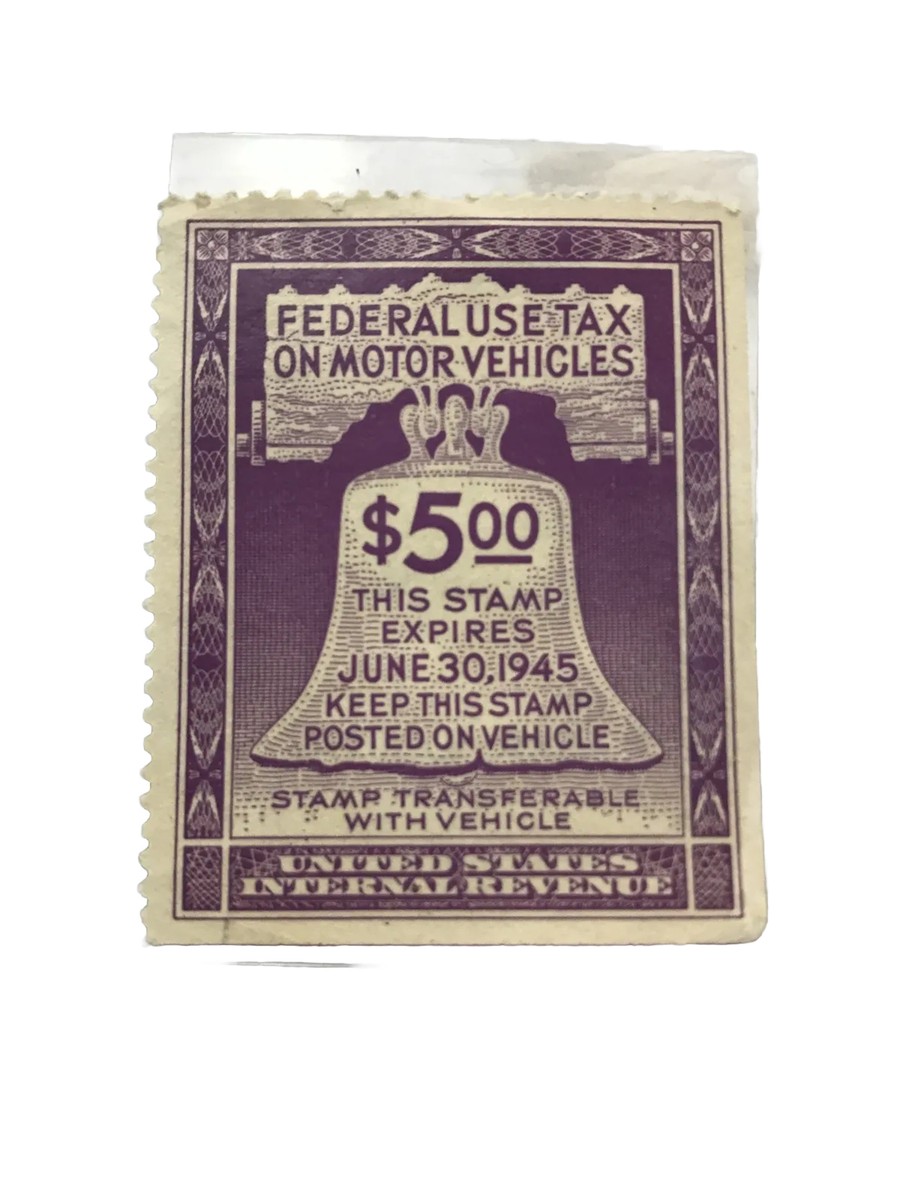 FEDERAL USE TAX
ON MOTOR VEHICLES
$5.00
THIS STAMP
EXPIRES
JUNE 30, 1945
KEEP THIS STAMP
POSTED ON VEHICLE
STAMP TRANSFERABLE
WITH VEHICLE
UNITED STATES
INTERNAL REVENUE